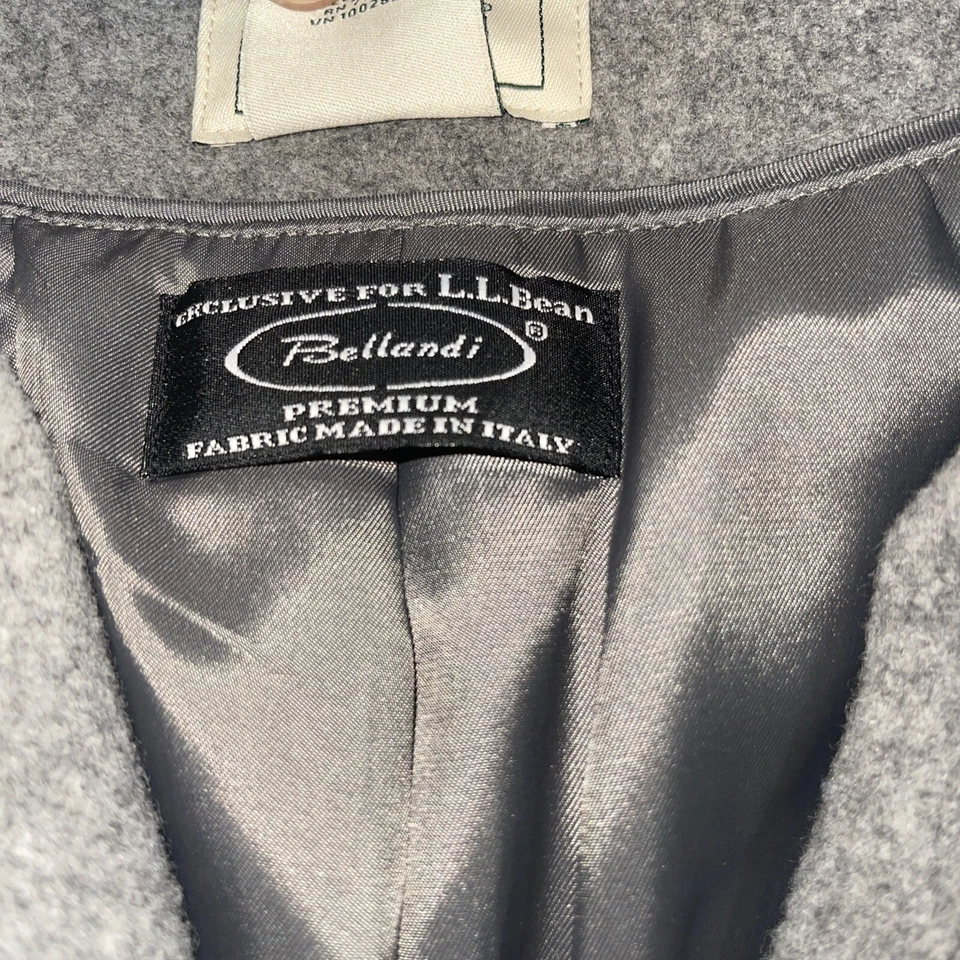 EXCLUSIVE FOR L.L.Bean
Bellandi ®
PREMIUM
FABRIC MADE IN ITALY